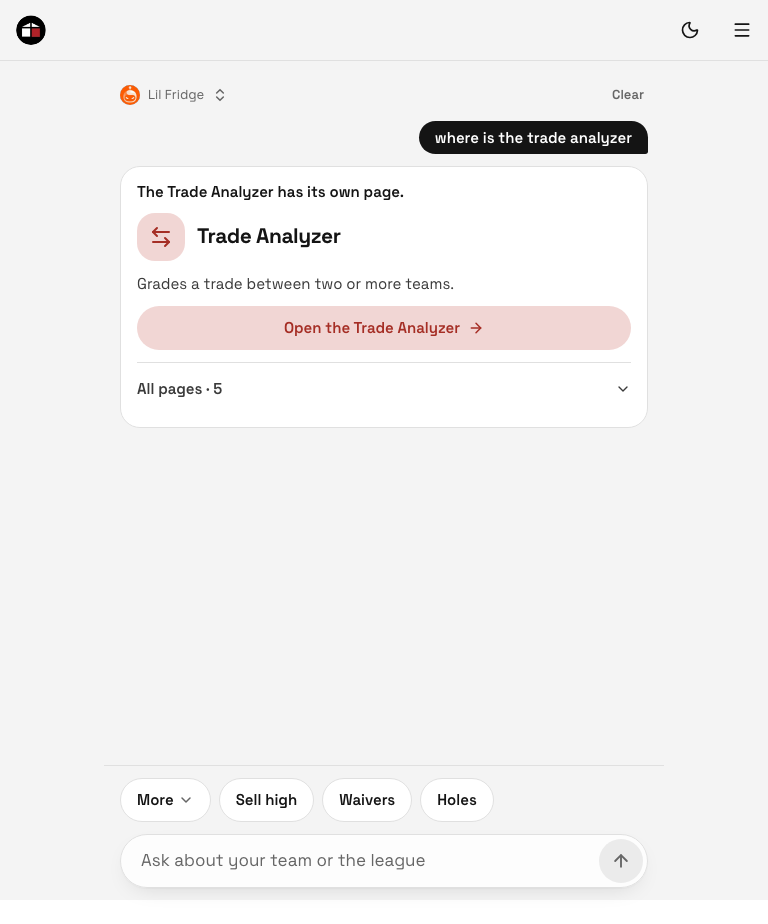 Lil Fridge
Clear
where is the trade analyzer
The Trade Analyzer has its own page.
Trade Analyzer
Grades a trade between two or more teams.
Open the Trade Analyzer
All pages · 5
More
Sell high
Waivers
Holes
Ask about your team or the league